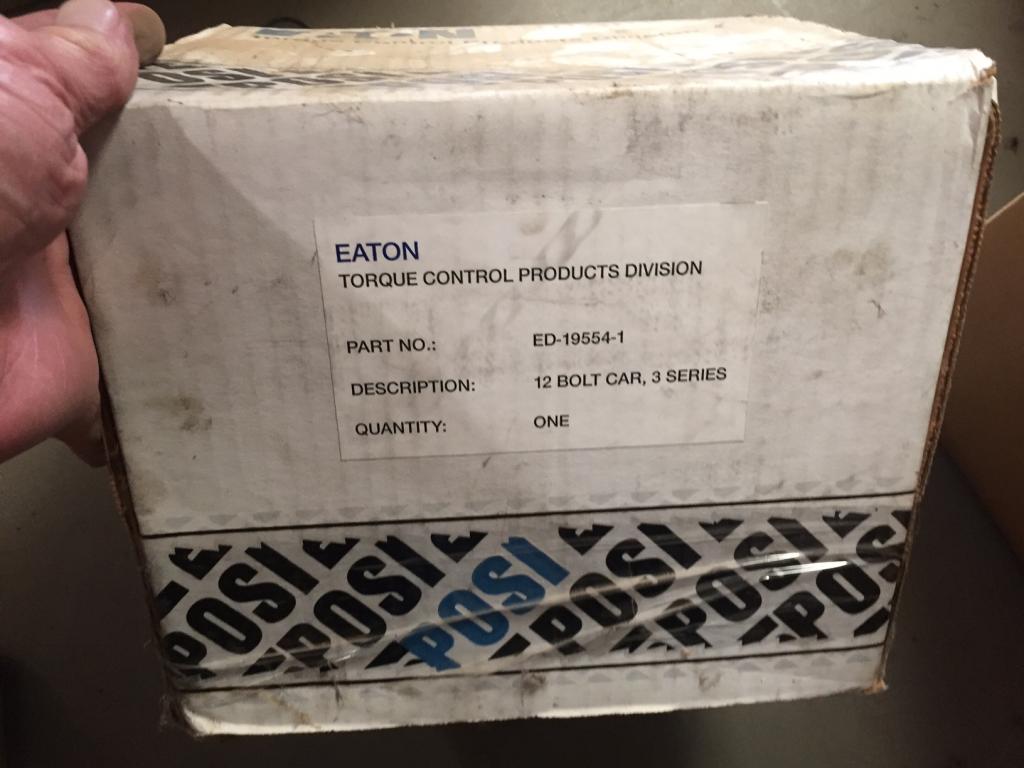 EATON
POSI
POSI
EATON
TORQUE CONTROL PRODUCTS DIVISION
PART NO.: ED-19554-1
DESCRIPTION: 12 BOLT CAR, 3 SERIES
QUANTITY: ONE
POSI POSI POSI POSI POSI POSI